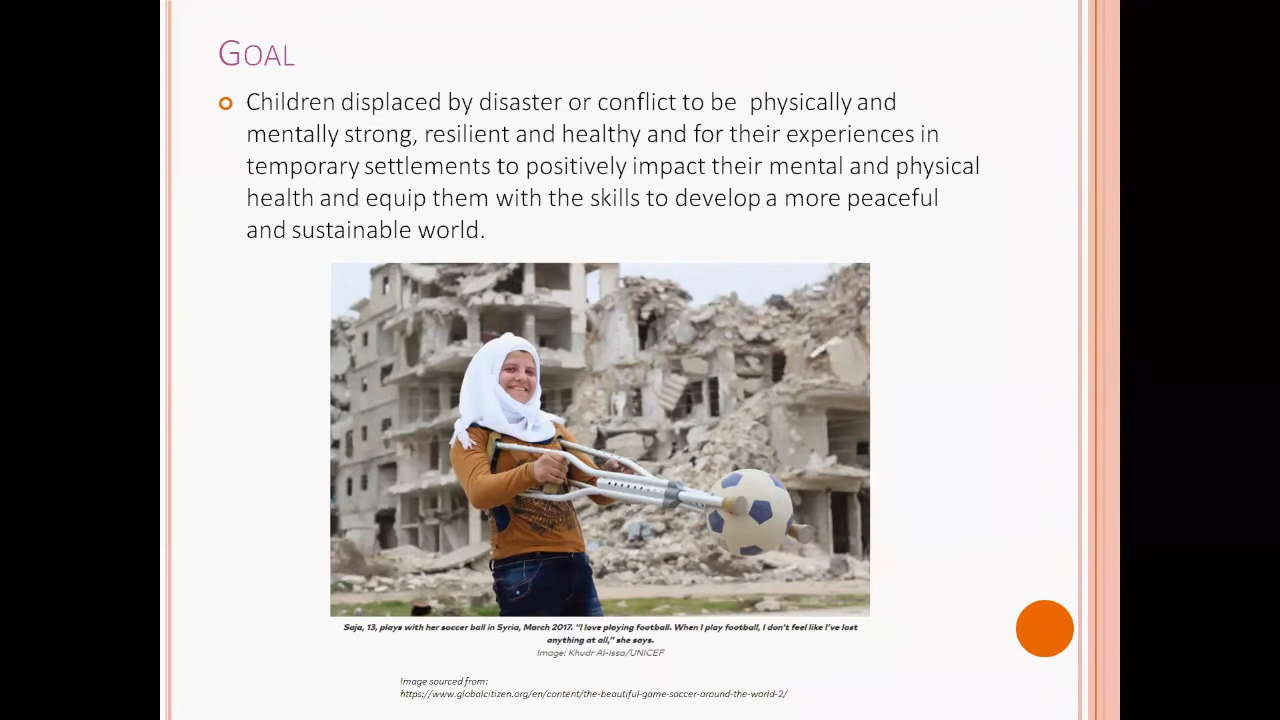 GOAL
Children displaced by disaster or conflict to be physically and
mentally strong, resilient and healthy and for their experiences in
temporary settlements to positively impact their mental and physical
health and equip them with the skills to develop a more peaceful
and sustainable world.
Saja, 13, plays with her soccer ball in Syria, March 2017. "I love playing football. When I play football, I don't feel like I've lost
anything at all," she says.
Image: Khudr Al-Issa/UNICEF
Image sourced from:
https://www.globalcitizen.org/en/content/the-beautiful-game-soccer-around-the-world-2/